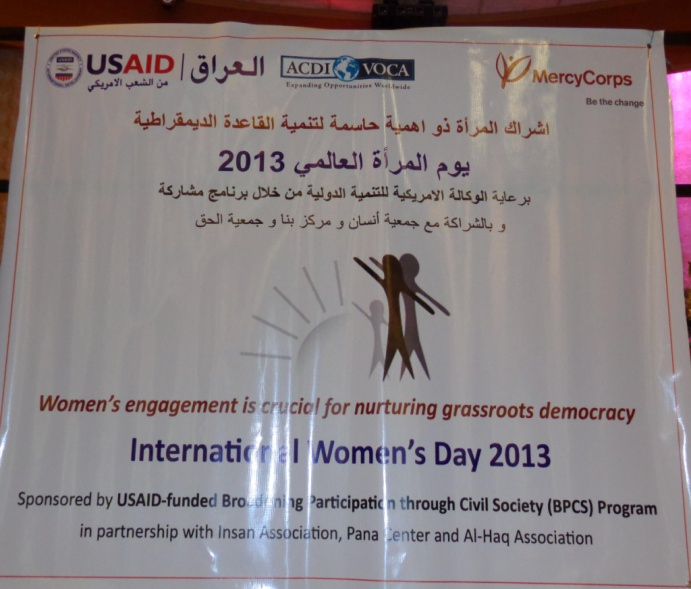 USAID | العراق
من الشعب الامريكي
ACDI VOCA
Expanding Opportunities Worldwide
MercyCorps
Be the change
اشراك المرأة ذو اهمية حاسمة لتنمية القاعدة الديمقراطية
يوم المرأة العالمي 2013
برعاية الوكالة الامريكية للتنمية الدولية من خلال برنامج مشاركة
و بالشراكة مع جمعية أنسان و مركز بنا و جمعية الحق
Women's engagement is crucial for nurturing grassroots democracy
International Women's Day 2013
Sponsored by USAID-funded Broadening Participation through Civil Society (BPCS) Program
in partnership with Insan Association, Pana Center and Al-Haq Association